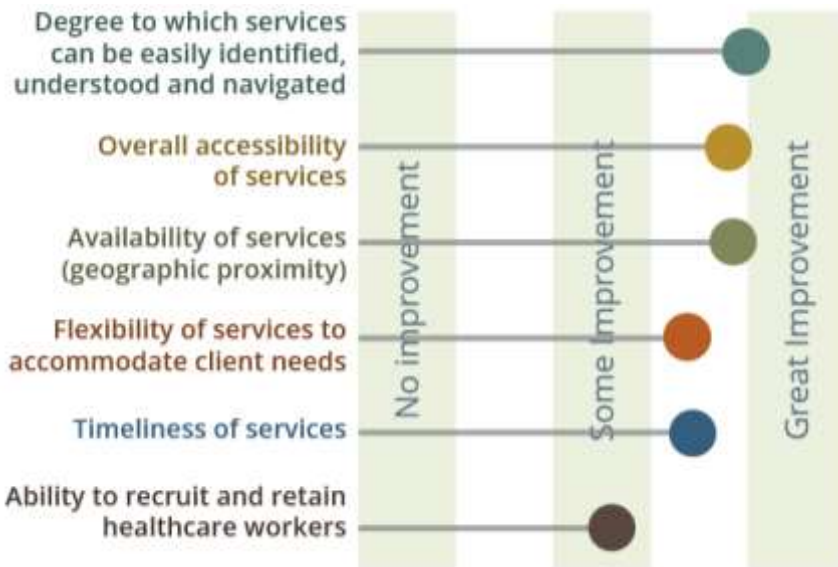 Degree to which services
can be easily identified,
understood and navigated
Overall accessibility
of services
Availability of services
(geographic proximity)
Flexibility of services to
accommodate client needs
Timeliness of services
Ability to recruit and retain
healthcare workers
No improvement
Some Improvement
Great Improvement